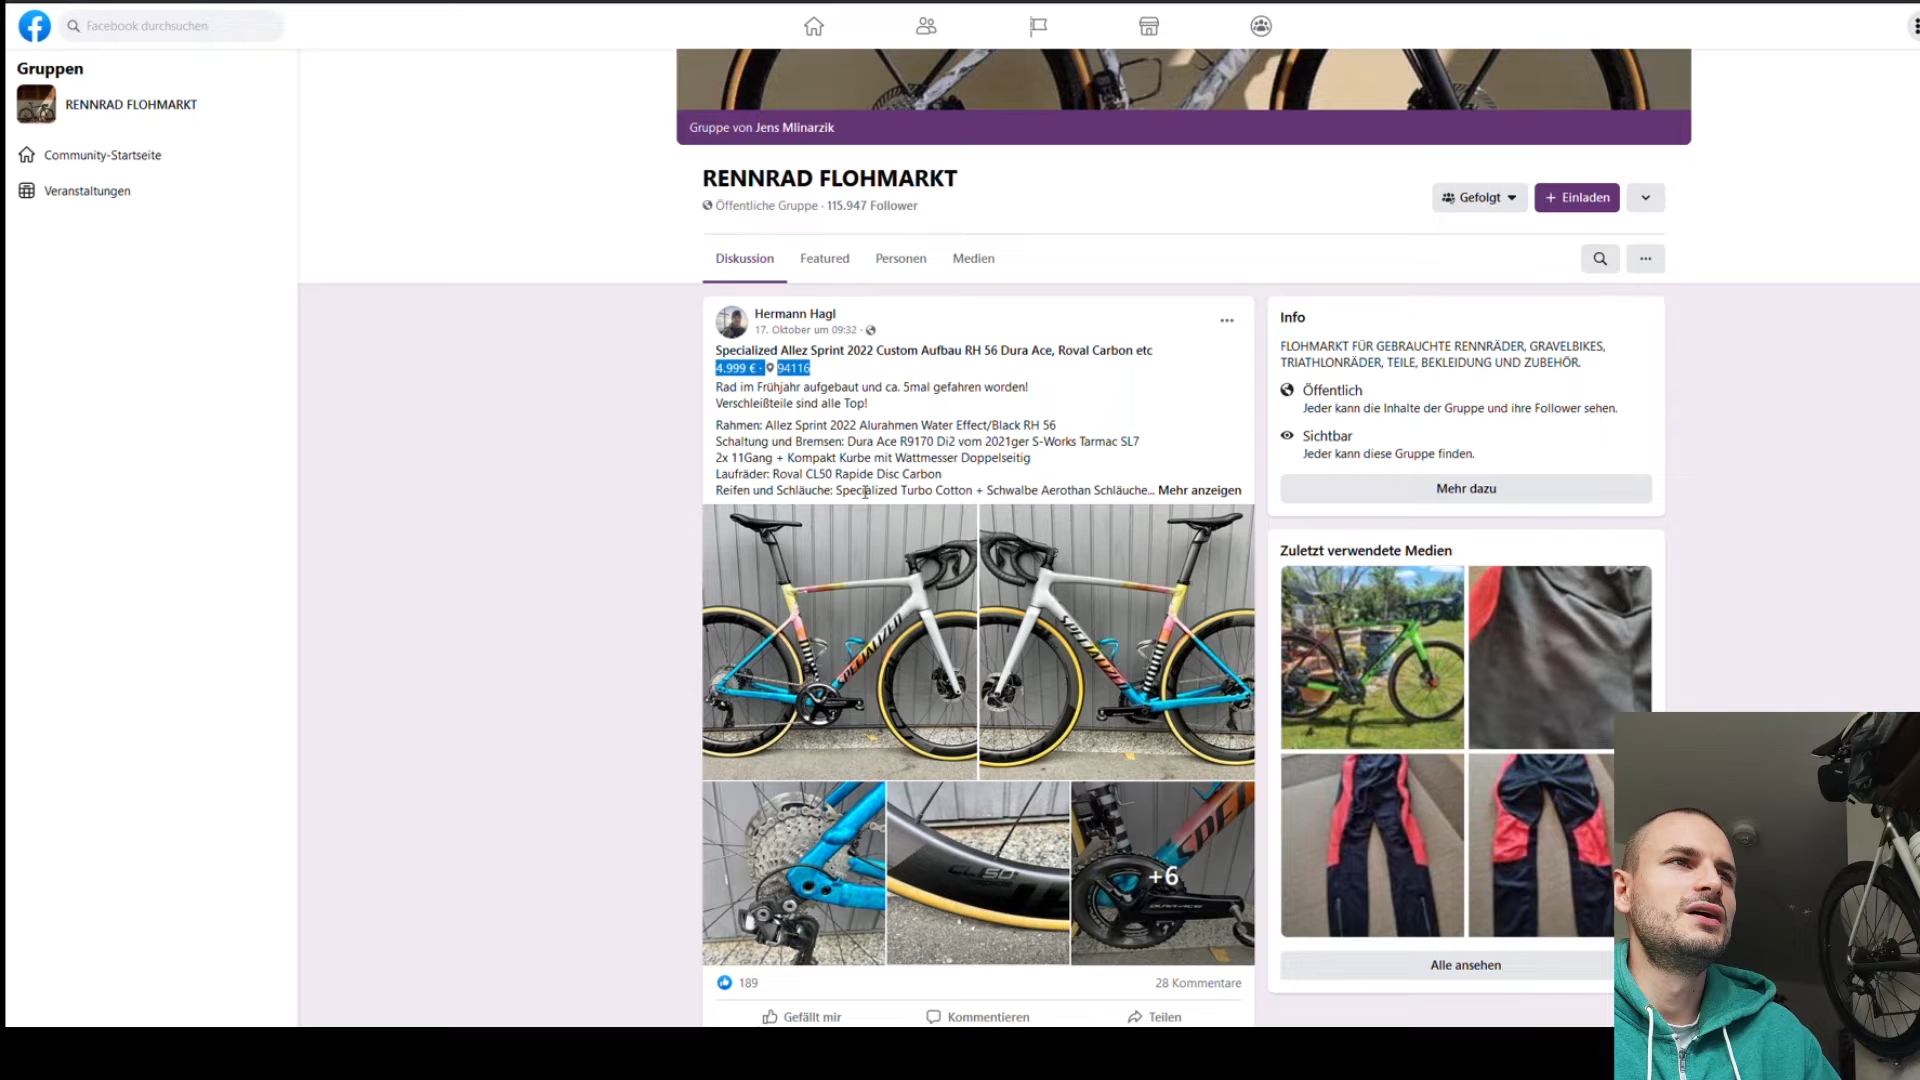 Facebook durchsuchen
Gruppen
RENNRAD FLOHMARKT
Community-Startseite
Veranstaltungen
Gruppe von Jens Mlinarzik
RENNRAD FLOHMARKT
Öffentliche Gruppe · 115.947 Follower
Gefolgt
+ Einladen
Diskussion
Featured
Personen
Medien
Hermann Hagl
17. Oktober um 09:32 ·
Specialized Allez Sprint 2022 Custom Aufbau RH 56 Dura Ace, Roval Carbon etc
4.999 € · 94116
Rad im Frühjahr aufgebaut und ca. 5mal gefahren worden!
Verschleißteile sind alle Top!
Rahmen: Allez Sprint 2022 Alurahmen Water Effect/Black RH 56
Schaltung und Bremsen: Dura Ace R9170 Di2 vom 2021ger S-Works Tarmac SL7
2x 11Gang + Kompakt Kurbe mit Wattmesser Doppelseitig
Laufräder: Roval CL50 Rapide Disc Carbon
Reifen und Schläuche: Specialized Turbo Cotton + Schwalbe Aerothan Schläuche... Mehr anzeigen
SPECIALIZED
SPECIALIZED
CL50
DURA-ACE
+6
189
28 Kommentare
Gefällt mir
Kommentieren
Teilen
Info
FLOHMARKT FÜR GEBRAUCHTE RENNRÄDER, GRAVELBIKES,
TRIATHLONRÄDER, TEILE, BEKLEIDUNG UND ZUBEHÖR.
Öffentlich
Jeder kann die Inhalte der Gruppe und ihre Follower sehen.
Sichtbar
Jeder kann diese Gruppe finden.
Mehr dazu
Zuletzt verwendete Medien
Alle ansehen